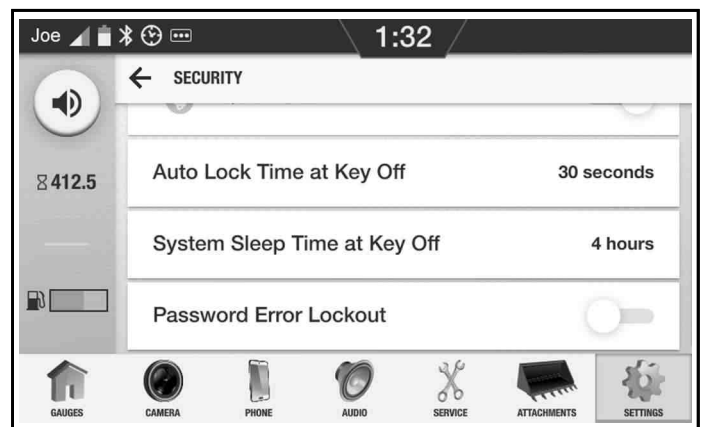 Joe 1:32
SECURITY
412.5
Auto Lock Time at Key Off 30 seconds
System Sleep Time at Key Off 4 hours
Password Error Lockout
GAUGES CAMERA PHONE AUDIO SERVICE ATTACHMENTS SETTINGS